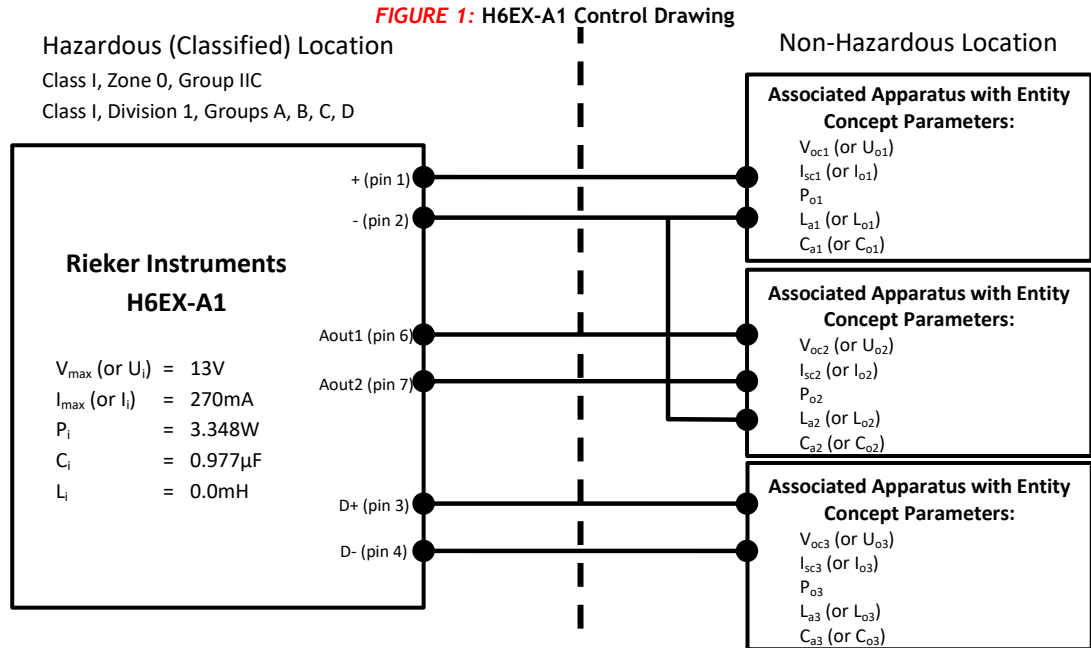 FIGURE 1: H6EX-A1 Control Drawing
Hazardous (Classified) Location
Class I, Zone 0, Group IIC
Class I, Division 1, Groups A, B, C, D
Non-Hazardous Location
Rieker Instruments
H6EX-A1
Vmax (or Ui) = 13V
Imax (or Ii) = 270mA
Pi = 3.348W
Ci = 0.977µF
Li = 0.0mH
+ (pin 1)
- (pin 2)
Aout1 (pin 6)
Aout2 (pin 7)
D+ (pin 3)
D- (pin 4)
Associated Apparatus with Entity
Concept Parameters:
Voc1 (or Uo1)
Isc1 (or Io1)
Po1
La1 (or Lo1)
Ca1 (or Co1)
Associated Apparatus with Entity
Concept Parameters:
Voc2 (or Uo2)
Isc2 (or Io2)
Po2
La2 (or Lo2)
Ca2 (or Co2)
Associated Apparatus with Entity
Concept Parameters:
Voc3 (or Uo3)
Isc3 (or Io3)
Po3
La3 (or Lo3)
Ca3 (or Co3)